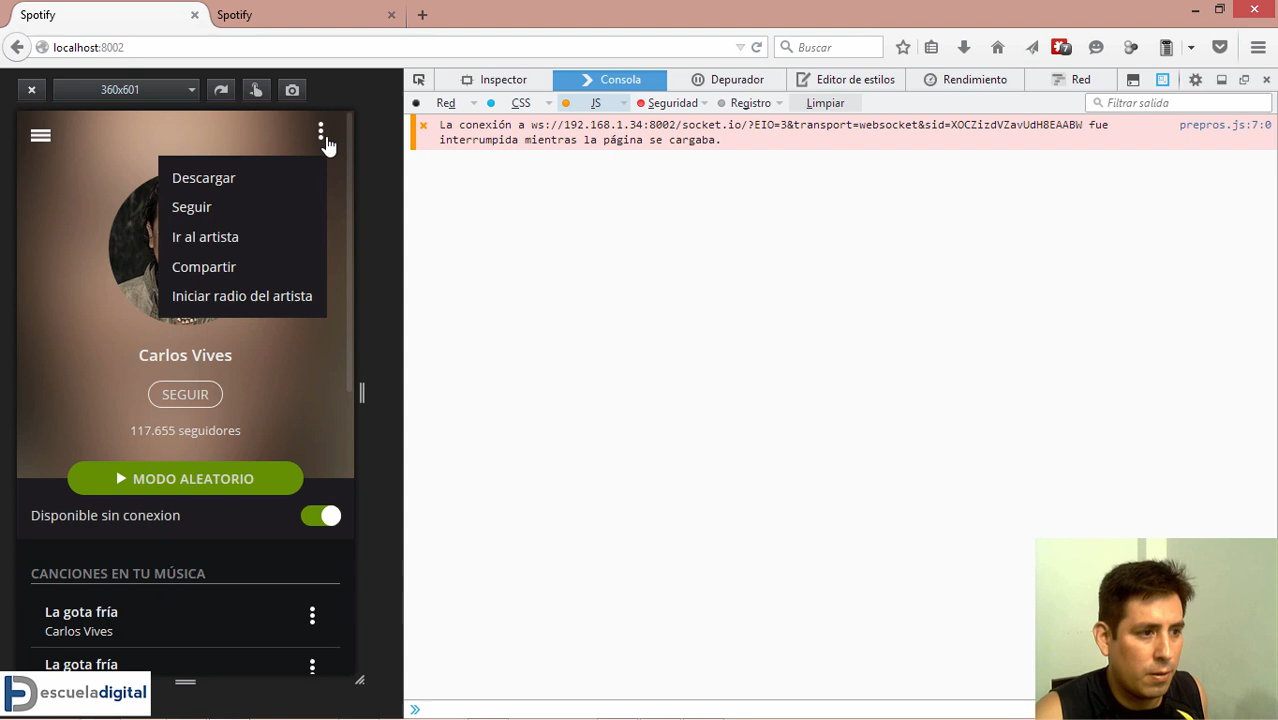 Spotify
Spotify
localhost:8002
Buscar
7
360x601
Inspector
Consola
Depurador
Editor de estilos
Rendimiento
Red
Red
CSS
JS
Seguridad
Registro
Limpiar
Filtrar salida
La conexión a ws://192.168.1.34:8002/socket.io/?EIO=3&transport=websocket&sid=XOCZizdVZavUdH8EAABW fue
interrumpida mientras la página se cargaba.
prepros.js:7:0
Descargar
Seguir
Ir al artista
Compartir
Iniciar radio del artista
Carlos Vives
SEGUIR
117.655 seguidores
MODO ALEATORIO
Disponible sin conexion
CANCIONES EN TU MÚSICA
La gota fría
Carlos Vives
La gota fría
escueladigital